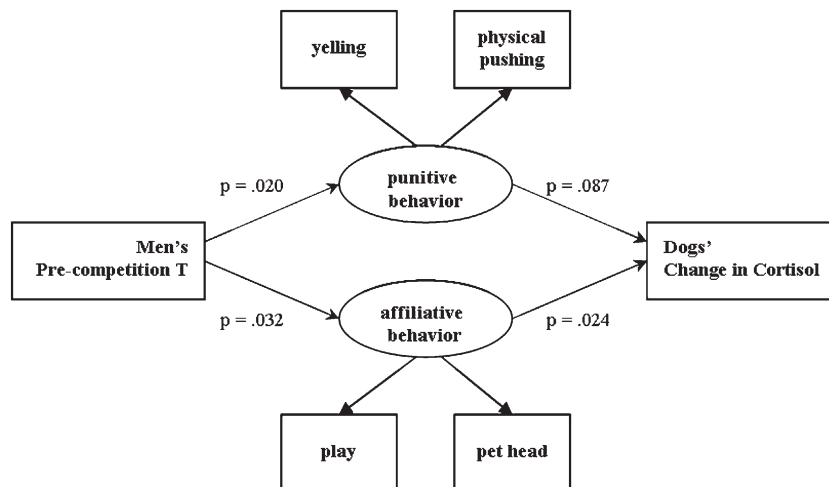 yelling
physical
pushing
p = .020
punitive
behavior
p = .087
Men's
Pre-competition T
Dogs'
Change in Cortisol
p = .032
affiliative
behavior
p = .024
play
pet head